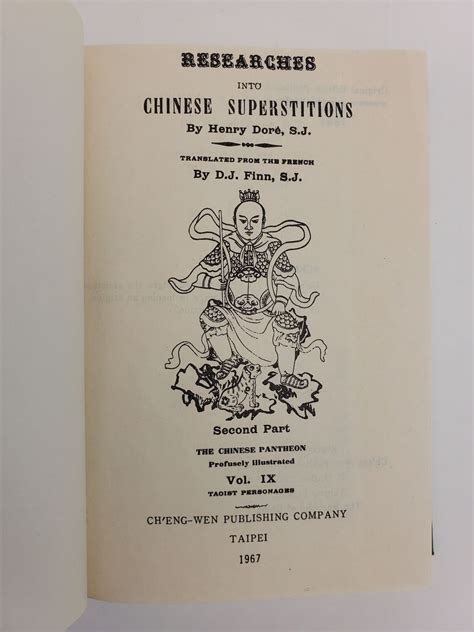 RESEARCHES
INTO
CHINESE SUPERSTITIONS
By Henry Doré, S.J.
TRANSLATED FROM THE FRENCH
By D.J. Finn, S.J.
Second Part
THE CHINESE PANTHEON
Profusely illustrated
Vol. IX
TAOIST PERSONAGES
CH'ENG-WEN PUBLISHING COMPANY
TAIPEI
1967